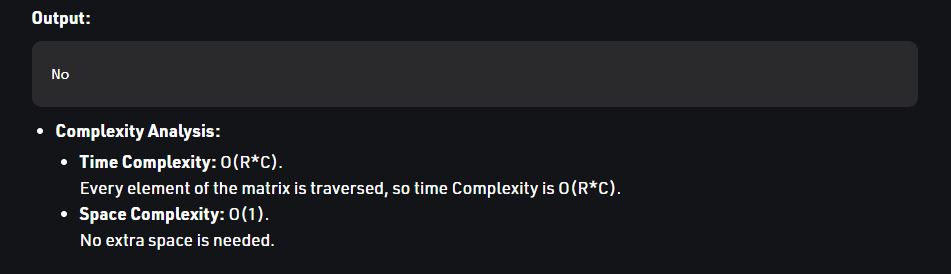 Output:
No
• Complexity Analysis:
• Time Complexity: O(R*C).
Every element of the matrix is traversed, so time Complexity is O(R*C).
• Space Complexity: O(1).
No extra space is needed.